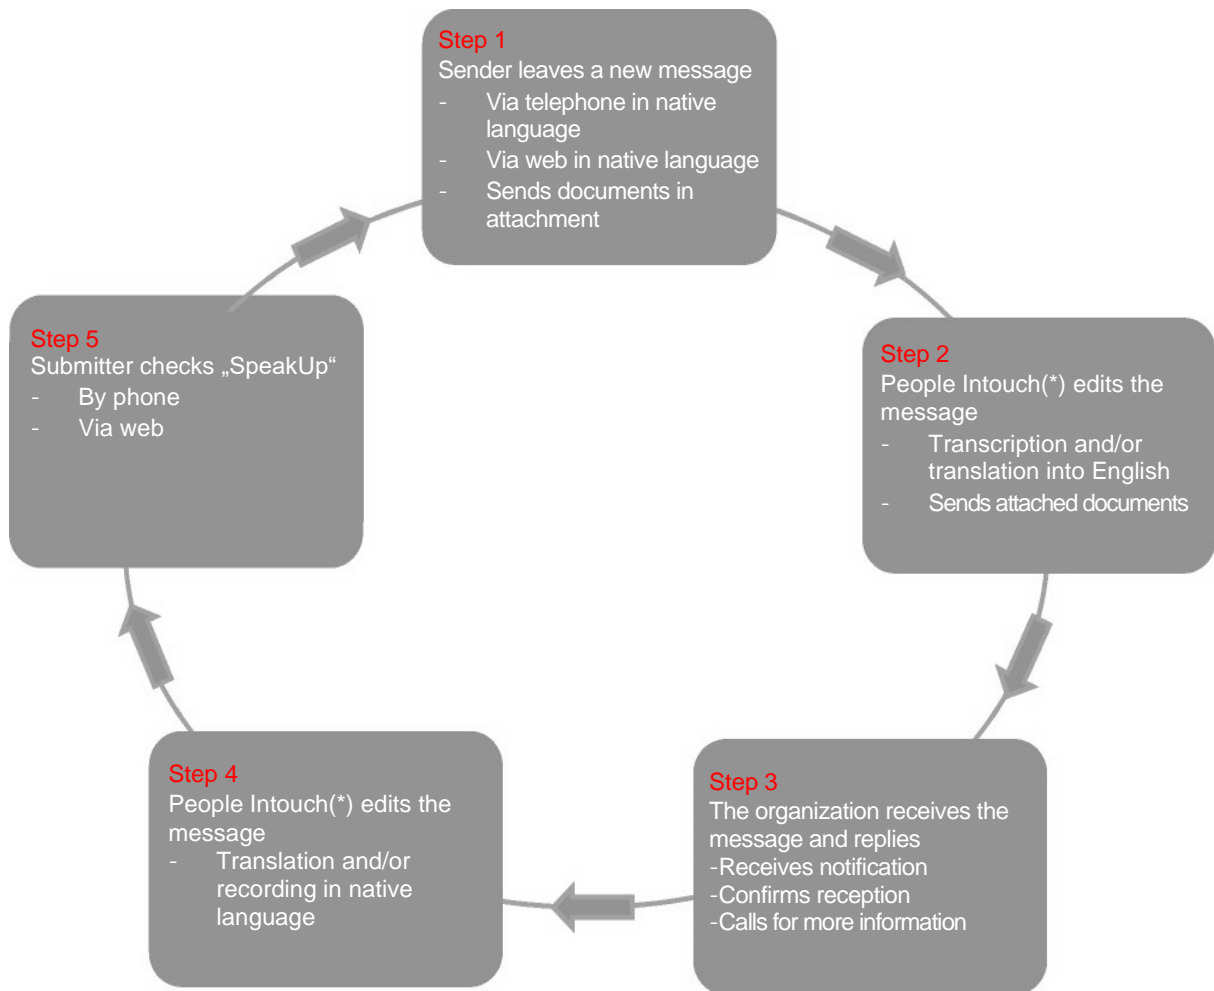 Step 1
Sender leaves a new message
- Via telephone in native
language
- Via web in native language
- Sends documents in
attachment
Step 2
People Intouch(*) edits the
message
- Transcription and/or
translation into English
- Sends attached documents
Step 3
The organization receives the
message and replies
-Receives notification
-Confirms reception
-Calls for more information
Step 4
People Intouch(*) edits the
message
- Translation and/or
recording in native
language
Step 5
Submitter checks „SpeakUp“
- By phone
- Via web